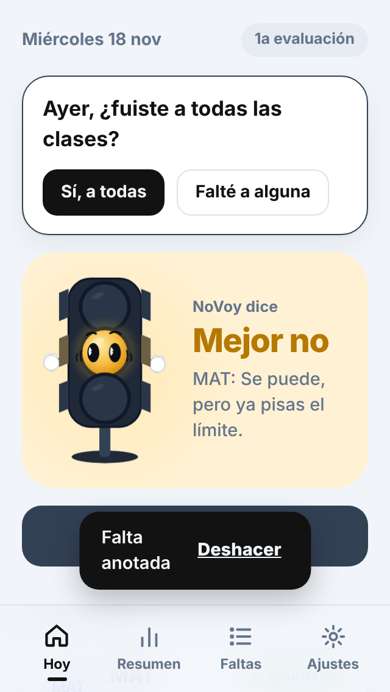 Miércoles 18 nov
1a evaluación
Ayer, ¿fuiste a todas las
clases?
Sí, a todas
Falté a alguna
NoVoy dice
Mejor no
MAT: Se puede,
pero ya pisas el
límite.
Falta
anotada
Deshacer
Hoy
Resumen
Faltas
Ajustes